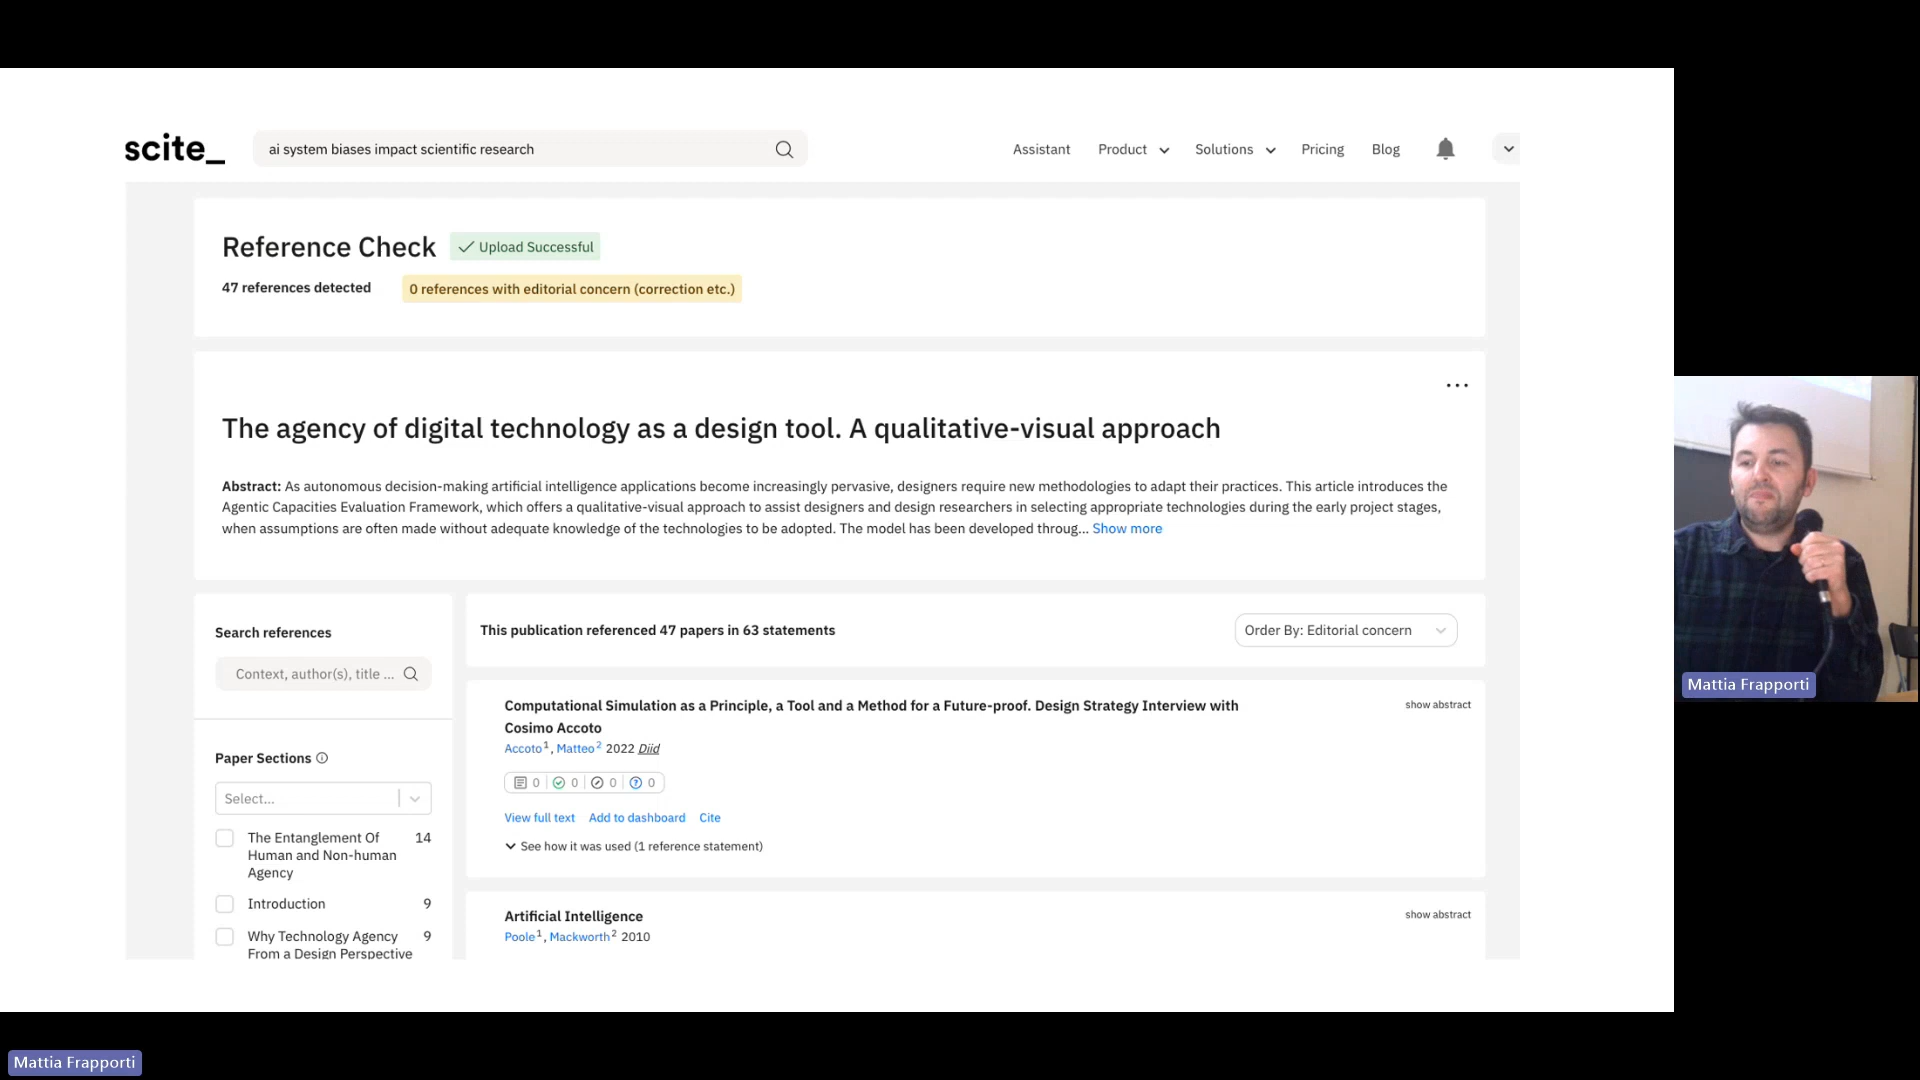 scite_
ai system biases impact scientific research
Assistant Product Solutions Pricing Blog
Reference Check
Upload Successful
47 references detected
0 references with editorial concern (correction etc.)
The agency of digital technology as a design tool. A qualitative-visual approach
Abstract: As autonomous decision-making artificial intelligence applications become increasingly pervasive, designers require new methodologies to adapt their practices. This article introduces the
Agentic Capacities Evaluation Framework, which offers a qualitative-visual approach to assist designers and design researchers in selecting appropriate technologies during the early project stages,
when assumptions are often made without adequate knowledge of the technologies to be adopted. The model has been developed throug... Show more
Search references
Context, author(s), title ...
Paper Sections
Select...
The Entanglement Of 14
Human and Non-human
Agency
Introduction 9
Why Technology Agency 9
From a Design Perspective
This publication referenced 47 papers in 63 statements
Order By: Editorial concern
Computational Simulation as a Principle, a Tool and a Method for a Future-proof. Design Strategy Interview with
Cosimo Accoto
show abstract
Accoto1, Matteo2 2022 Diid
0 0 0 0
View full text Add to dashboard Cite
See how it was used (1 reference statement)
Artificial Intelligence
show abstract
Poole1, Mackworth2 2010
Mattia Frapporti
Mattia Frapporti